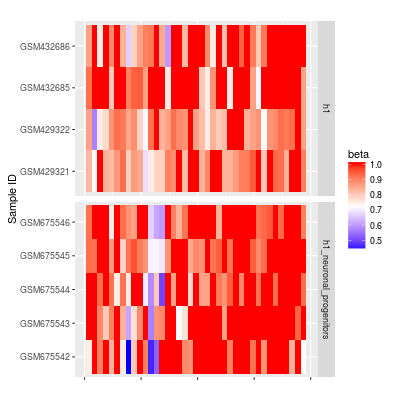 GSM432686
GSM432685
GSM429322
GSM429321
h1
GSM675546
GSM675545
GSM675544
GSM675543
GSM675542
h1_neuronal_progenitors
Sample ID
beta
1.0
0.9
0.8
0.7
0.6
0.5